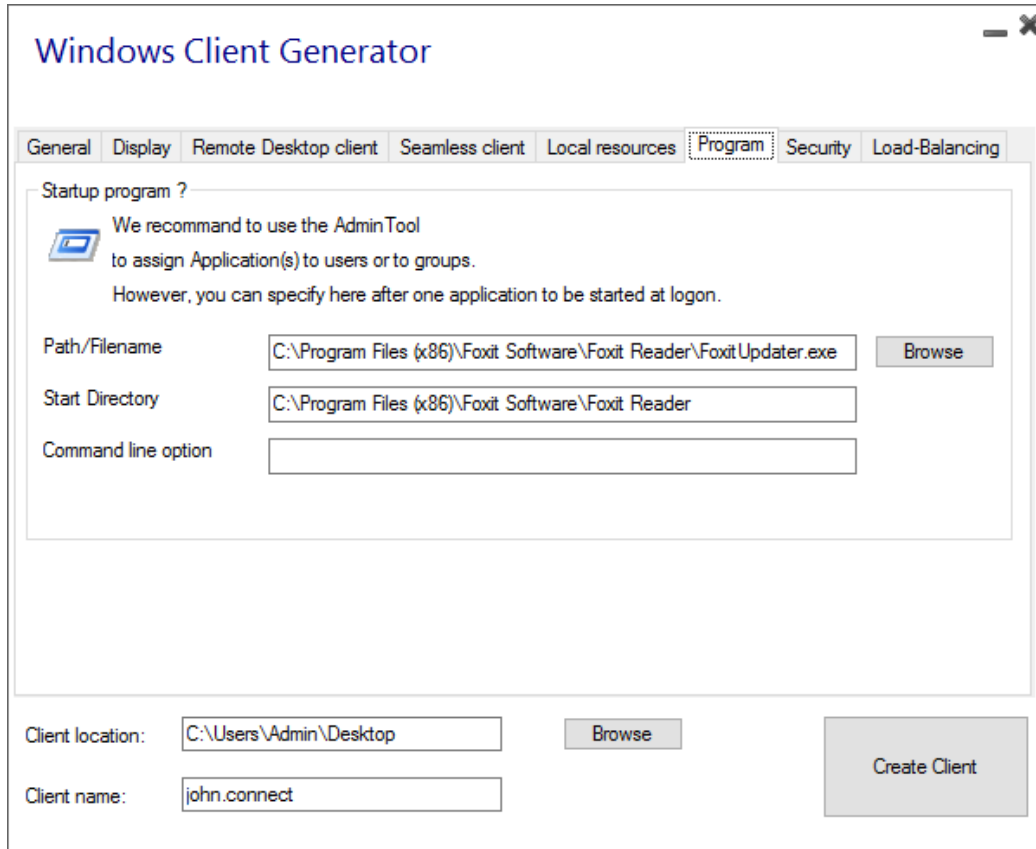 Windows Client Generator
General Display Remote Desktop client Seamless client Local resources Program Security Load-Balancing
Startup program ?
We recommand to use the AdminTool
to assign Application(s) to users or to groups.
However, you can specify here after one application to be started at logon.
Path/Filename C:\Program Files (x86)\Foxit Software\Foxit Reader\FoxitUpdater.exe Browse
Start Directory C:\Program Files (x86)\Foxit Software\Foxit Reader
Command line option
Client location: C:\Users\Admin\Desktop Browse
Create Client
Client name: john.connect